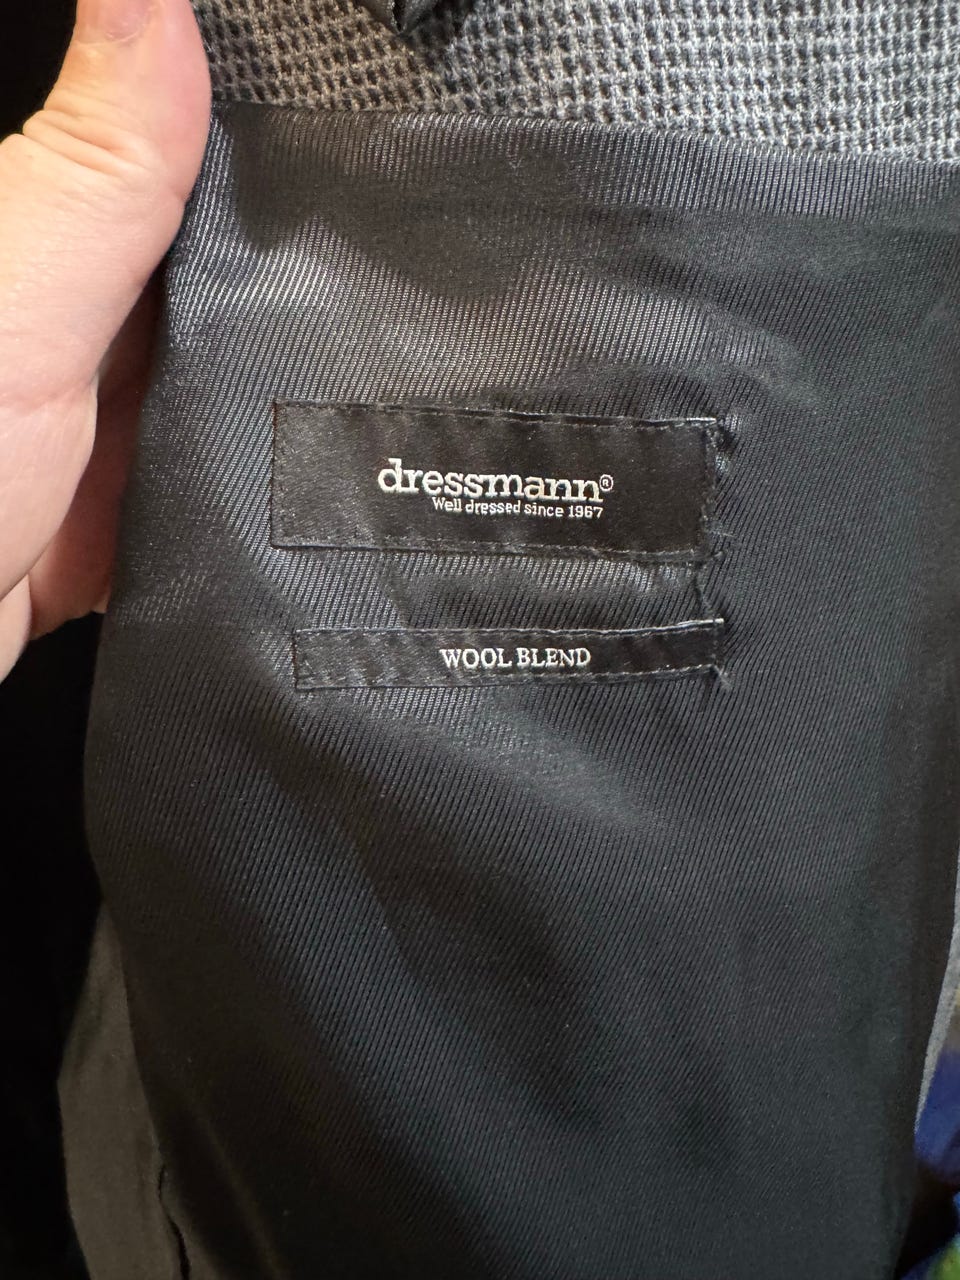 dressmann®
Well dressed since 1967
WOOL BLEND